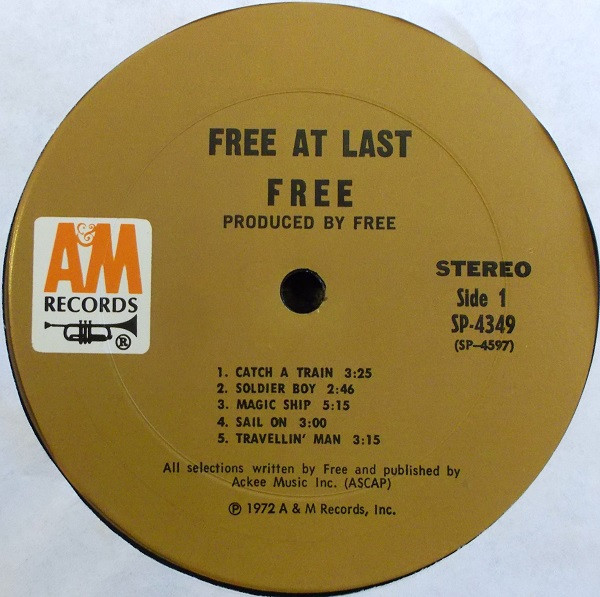 FREE AT LAST
FREE
PRODUCED BY FREE
A&M
RECORDS
®
STEREO
Side 1
SP-4349
(SP-4597)
1. CATCH A TRAIN 3:25
2. SOLDIER BOY 2:46
3. MAGIC SHIP 5:15
4. SAIL ON 3:00
5. TRAVELLIN' MAN 3:15
All selections written by Free and published by
Ackee Music Inc. (ASCAP)
℗ 1972 A & M Records, Inc.